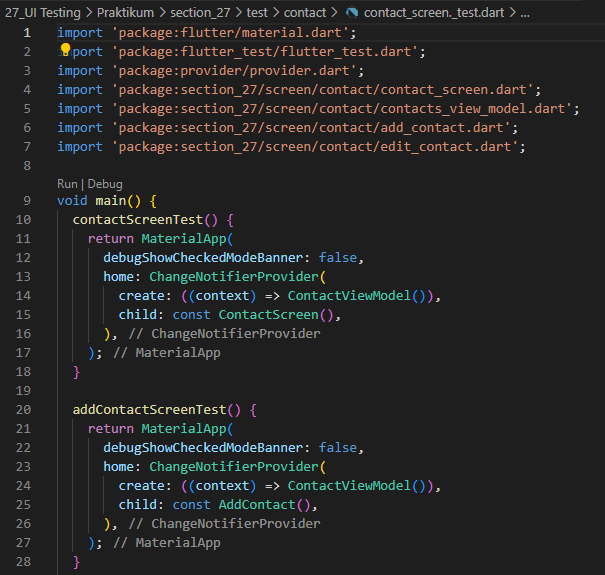 27_UI Testing > Praktikum > section_27 > test > contact > contact_screen._test.dart > ...
1 import 'package:flutter/material.dart';
2 import 'package:flutter_test/flutter_test.dart';
3 import 'package:provider/provider.dart';
4 import 'package:section_27/screen/contact/contact_screen.dart';
5 import 'package:section_27/screen/contact/contacts_view_model.dart';
6 import 'package:section_27/screen/contact/add_contact.dart';
7 import 'package:section_27/screen/contact/edit_contact.dart';
8
Run | Debug
9 void main() {
10   contactScreenTest() {
11     return MaterialApp(
12       debugShowCheckedModeBanner: false,
13       home: ChangeNotifierProvider(
14         create: ((context) => ContactViewModel()),
15         child: const ContactScreen(),
16       ), // ChangeNotifierProvider
17     ); // MaterialApp
18   }
19
20   addContactScreenTest() {
21     return MaterialApp(
22       debugShowCheckedModeBanner: false,
23       home: ChangeNotifierProvider(
24         create: ((context) => ContactViewModel()),
25         child: const AddContact(),
26       ), // ChangeNotifierProvider
27     ); // MaterialApp
28   }